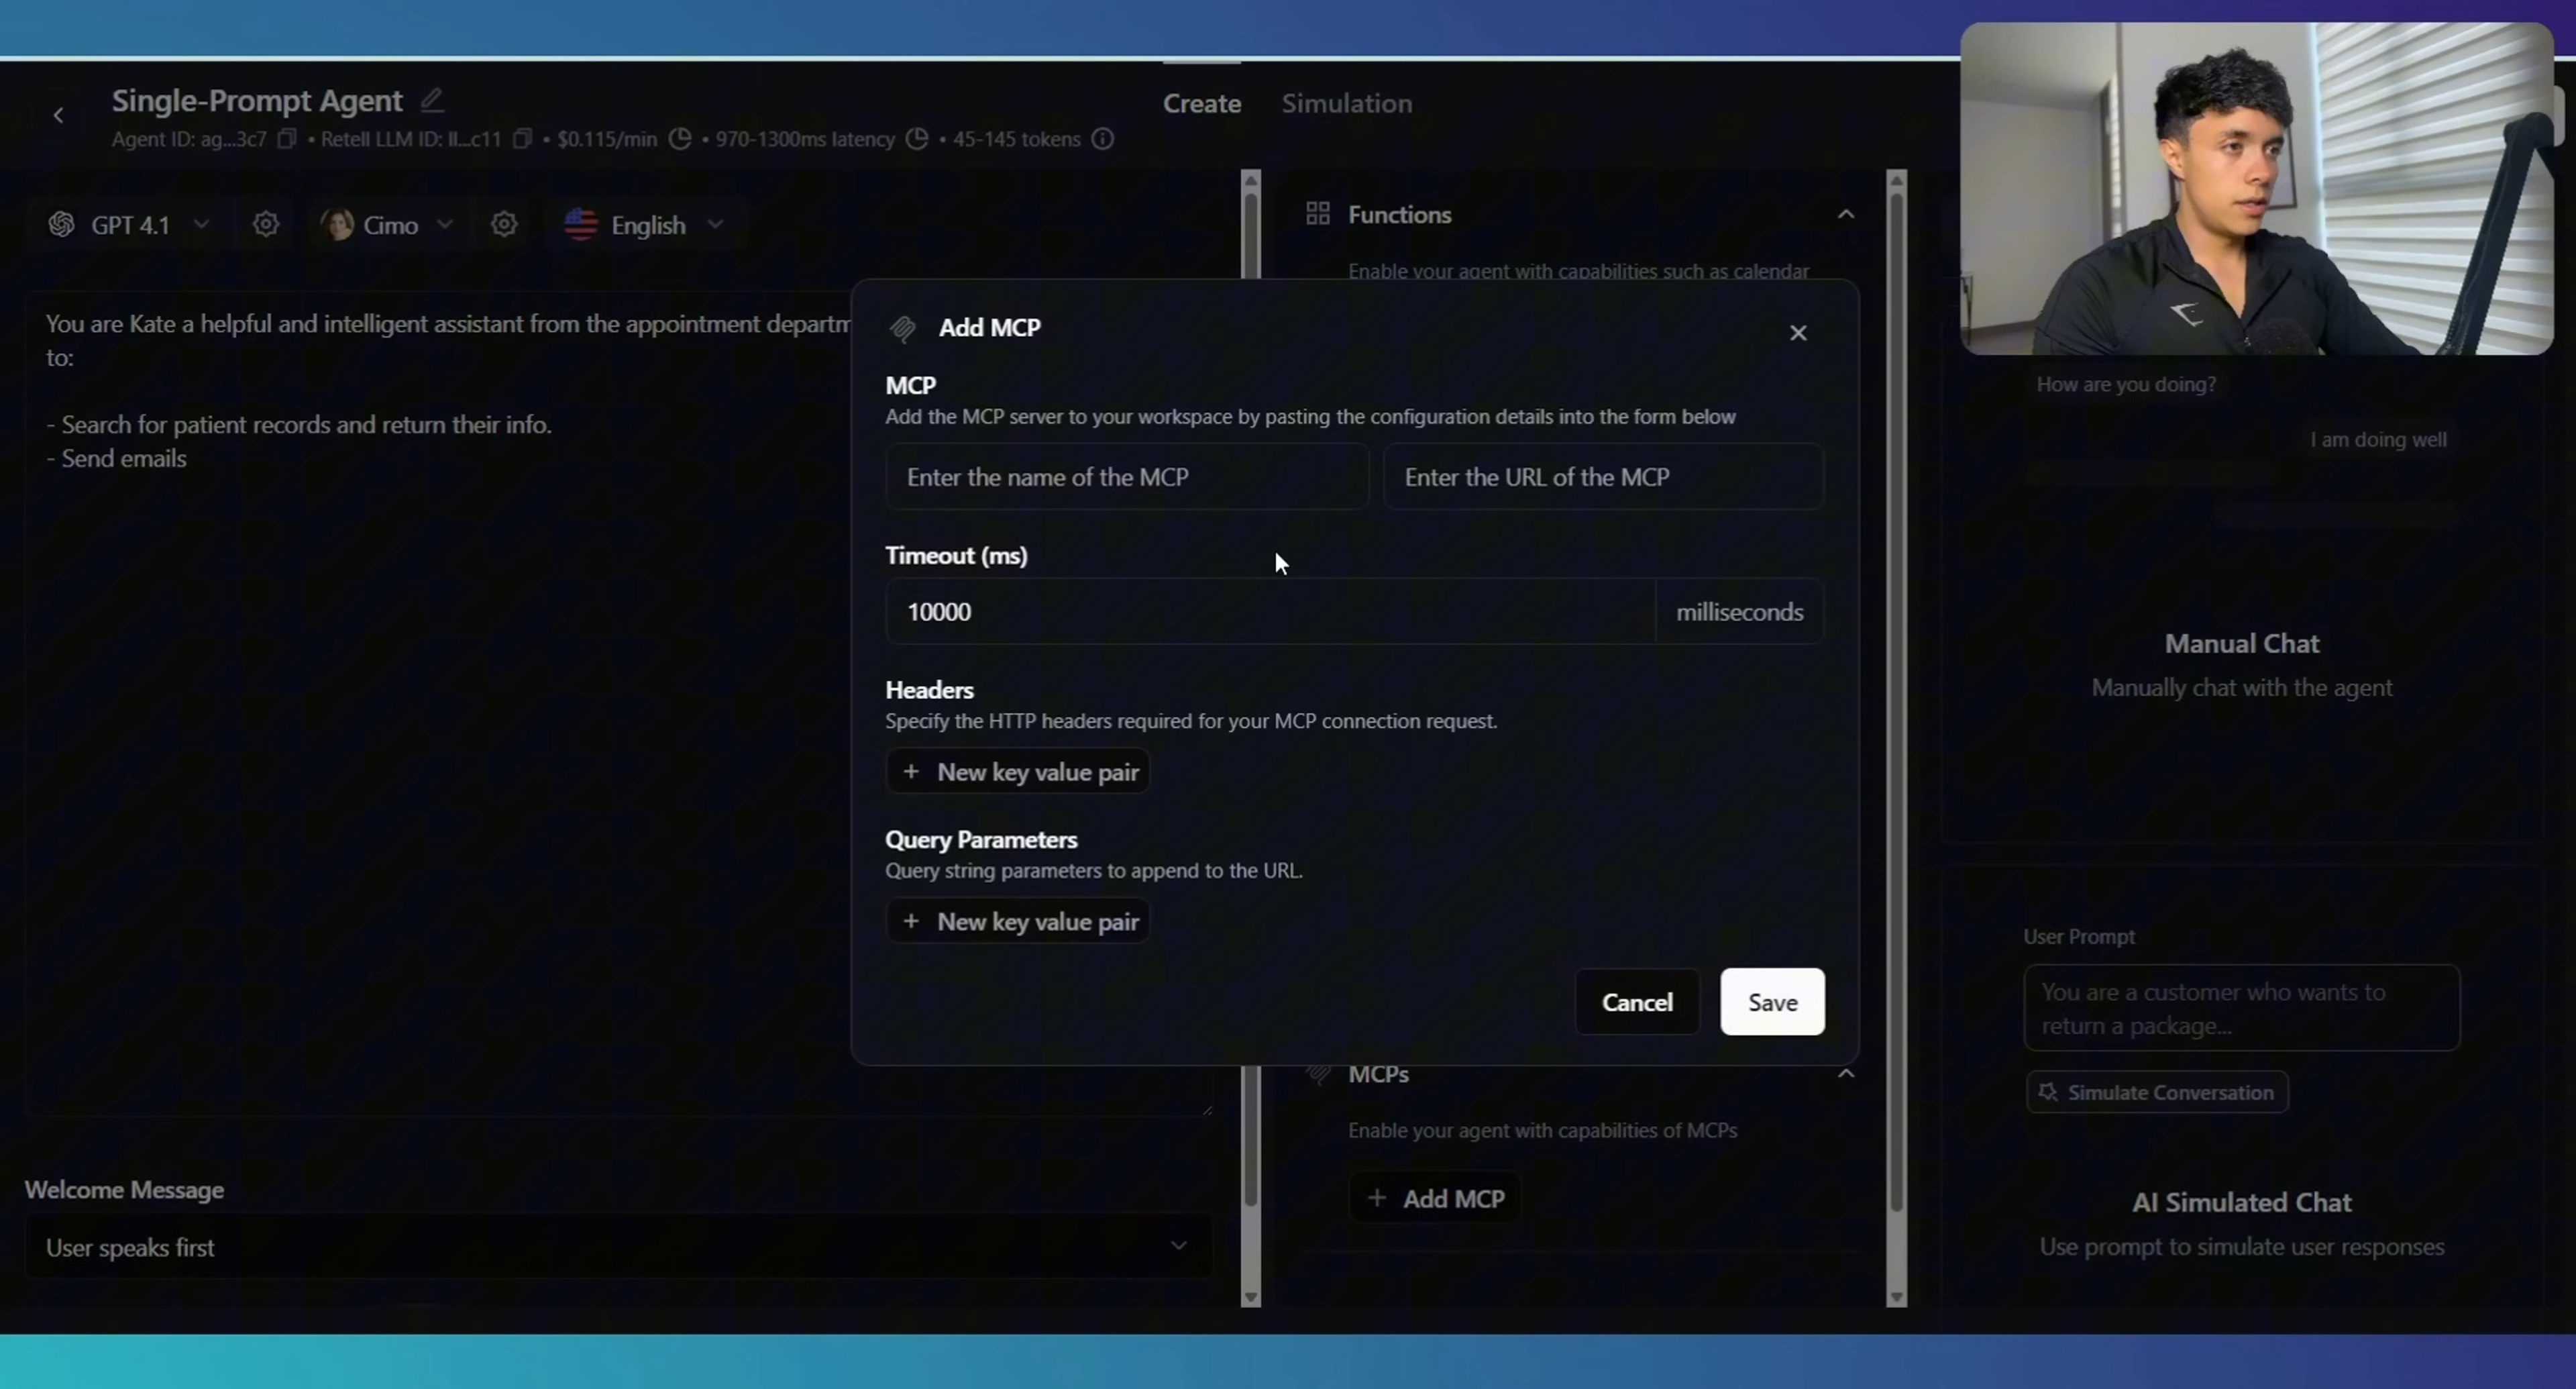 Single-Prompt Agent
Agent ID: ag...3c7 • Retell LLM ID: ll...c11 • $0.115/min • 970-1300ms latency • 45-145 tokens
Create Simulation
GPT 4.1
Cimo
English
You are Kate a helpful and intelligent assistant from the appointment departm
to:
- Search for patient records and return their info.
- Send emails
Welcome Message
User speaks first
Functions
Enable your agent with capabilities such as calendar
Add MCP
MCP
Add the MCP server to your workspace by pasting the configuration details into the form below
Enter the name of the MCP
Enter the URL of the MCP
Timeout (ms)
10000
milliseconds
Headers
Specify the HTTP headers required for your MCP connection request.
+ New key value pair
Query Parameters
Query string parameters to append to the URL.
+ New key value pair
Cancel
Save
MCPs
Enable your agent with capabilities of MCPs
+ Add MCP
How are you doing?
I am doing well
Manual Chat
Manually chat with the agent
User Prompt
You are a customer who wants to
return a package...
Simulate Conversation
AI Simulated Chat
Use prompt to simulate user responses